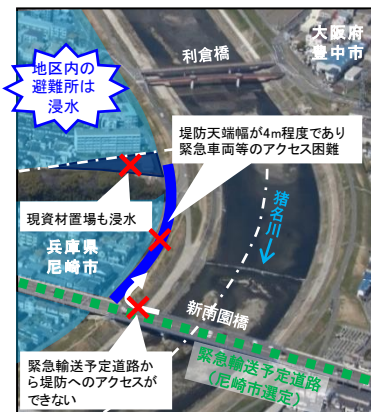 大阪府
豊中市
利倉橋
地区内の
避難所は
浸水
堤防天端幅が4m程度であり
緊急車両等のアクセス困難
現資材置場も浸水
猪名川
兵庫県
尼崎市
新南園橋
緊急輸送予定道路
(尼崎市選定)
緊急輸送予定道路か
ら堤防へのアクセスが
できない